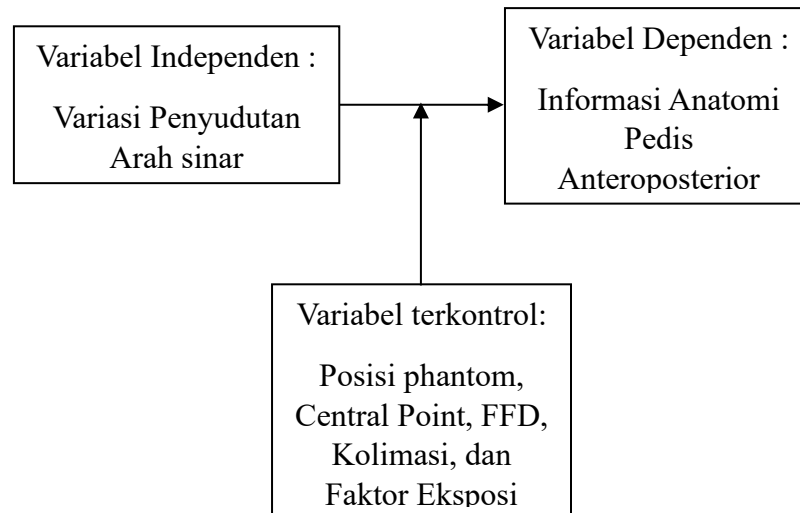 Variabel Independen :
Variasi Penyudutan
Arah sinar
Variabel Dependen :
Informasi Anatomi
Pedis
Anteroposterior
Variabel terkontrol:
Posisi phantom,
Central Point, FFD,
Kolimasi, dan
Faktor Eksposi